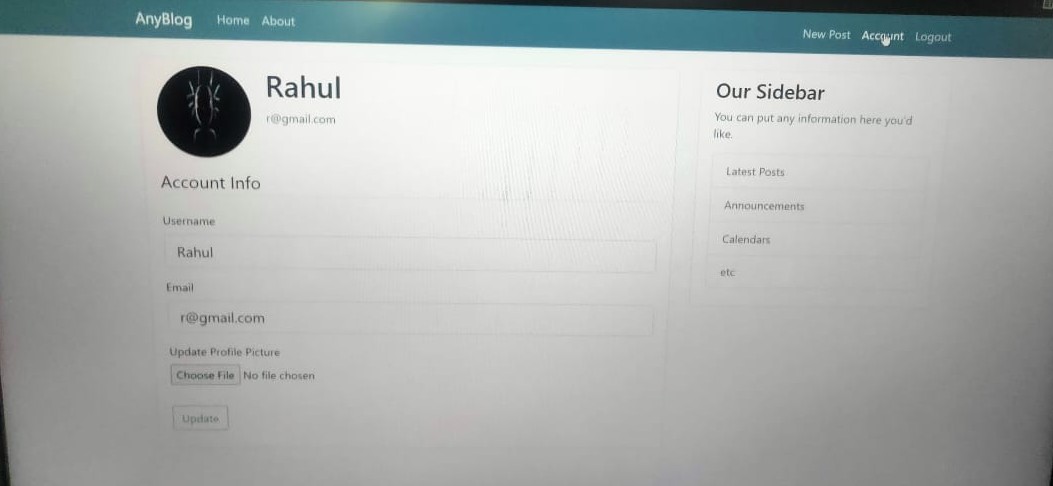 AnyBlog Home About
New Post Account Logout
Rahul
r@gmail.com
Account Info
Username
Rahul
Email
r@gmail.com
Update Profile Picture
Choose File No file chosen
Update
Our Sidebar
You can put any information here you'd
like.
Latest Posts
Announcements
Calendars
etc